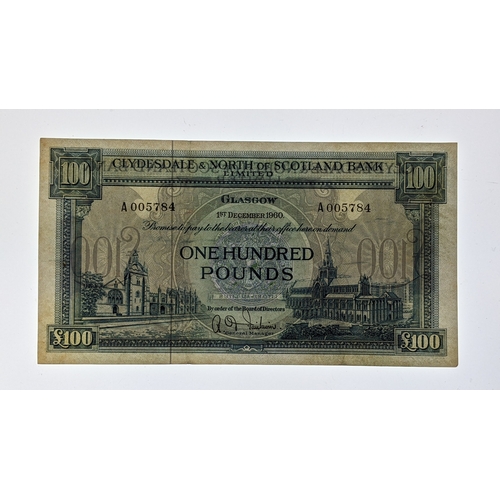 100 100
CLYDESDALE & NORTH OF SCOTLAND BANK
LIMITED
GLASGOW
A 005784 A 005784
1ST DECEMBER 1960.
Promise to pay to the bearer at their office here on demand
ONE HUNDRED
POUNDS
By order of the Board of Directors
General Manager
£100 £100